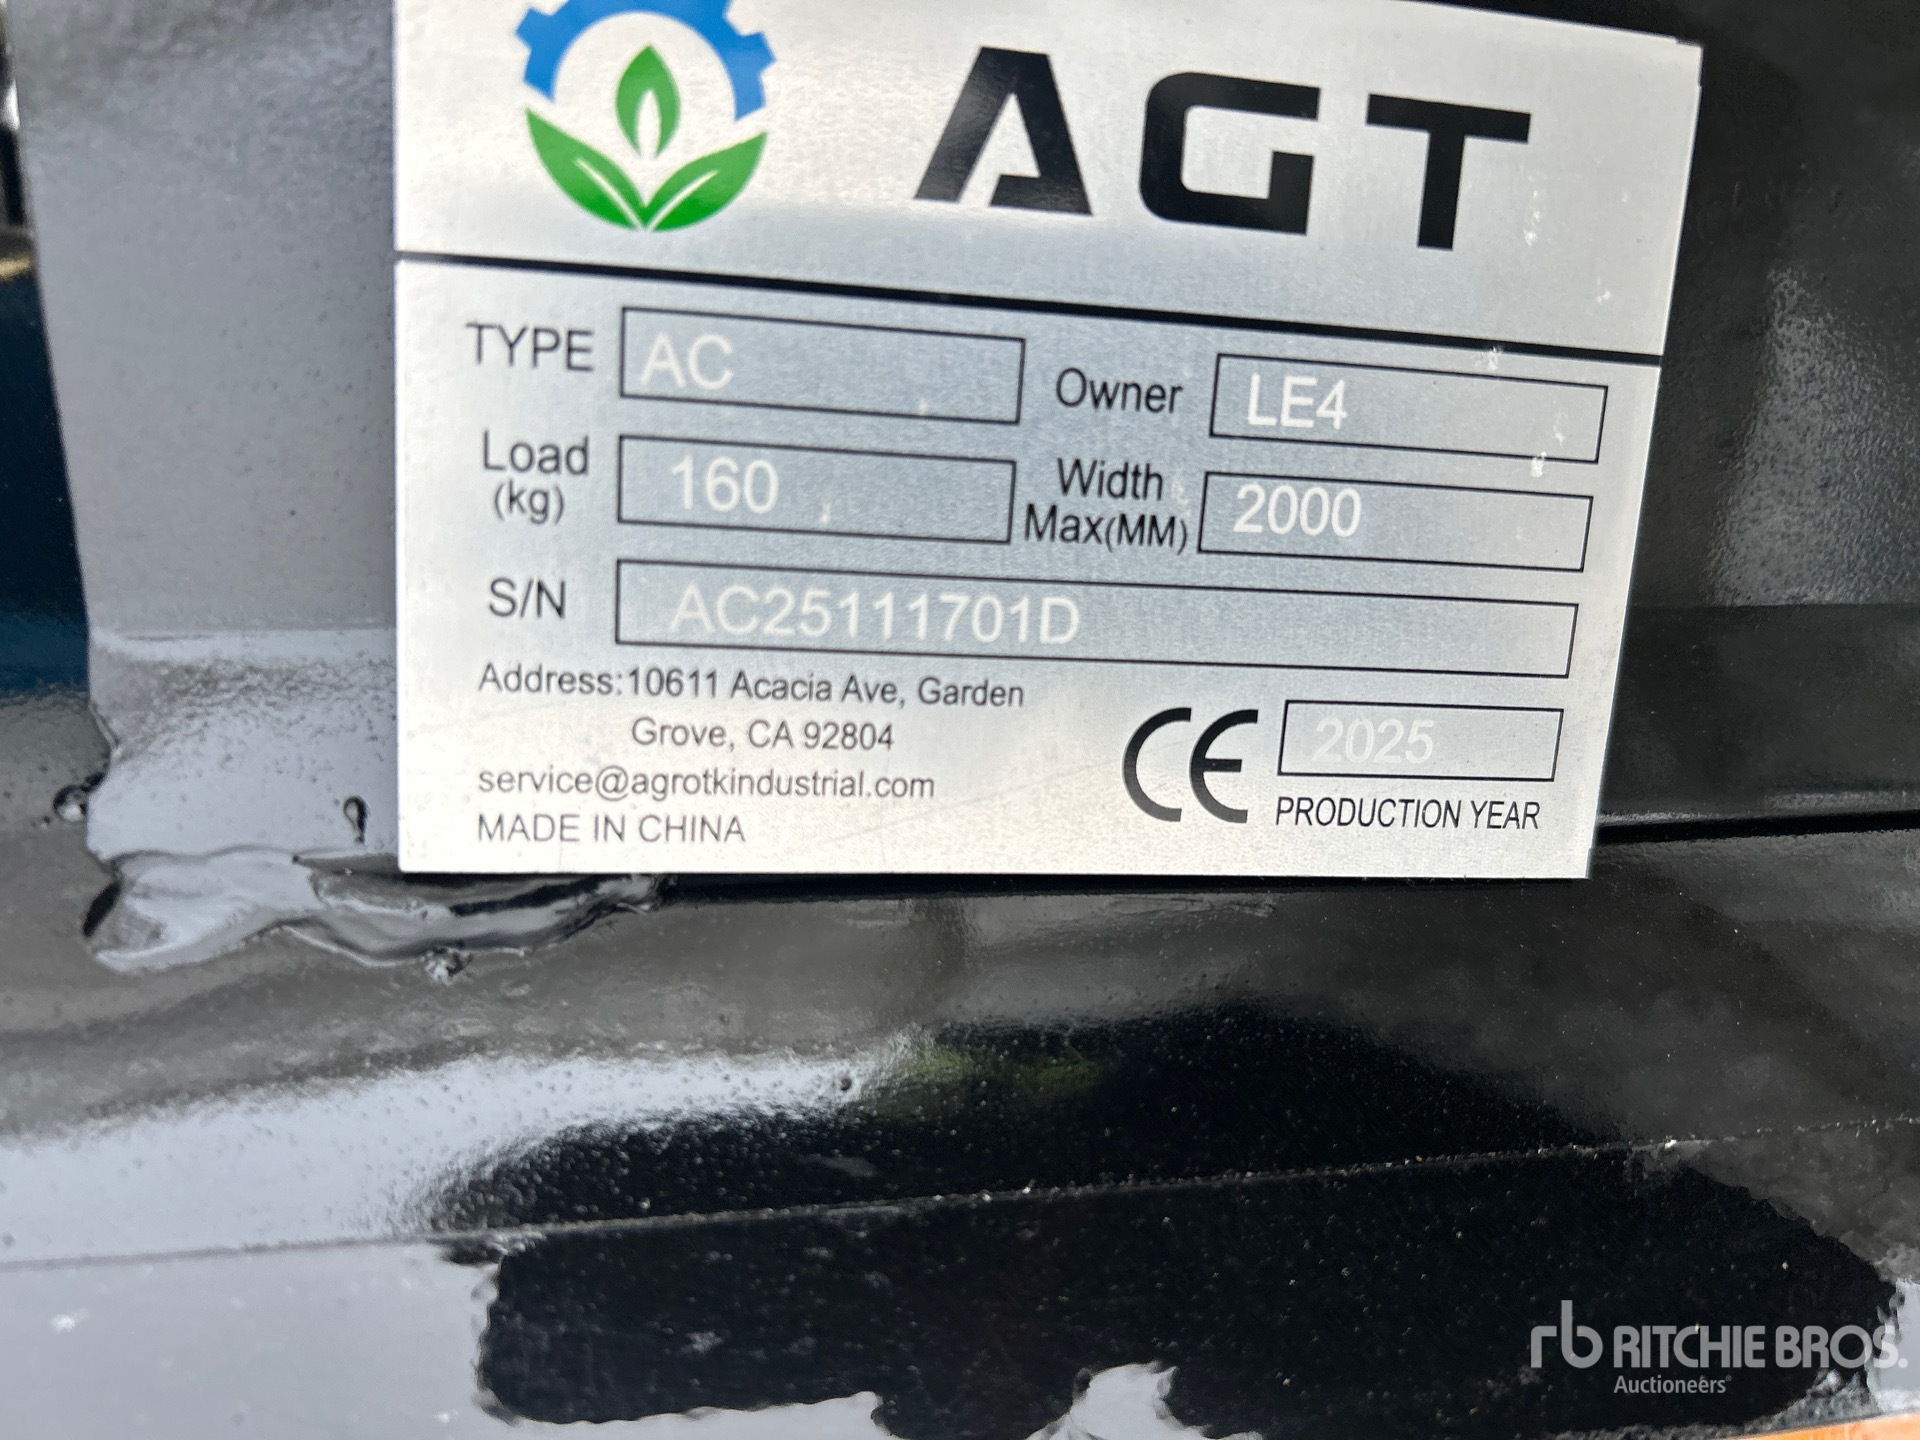 AGT
TYPE AC Owner LE4
Load (kg) 160 Width Max(MM) 2000
S/N AC25111701D
Address:10611 Acacia Ave, Garden
Grove, CA 92804
service@agrotkindustrial.com
MADE IN CHINA
CE 2025
PRODUCTION YEAR
rb RITCHIE BROS.
Auctioneers